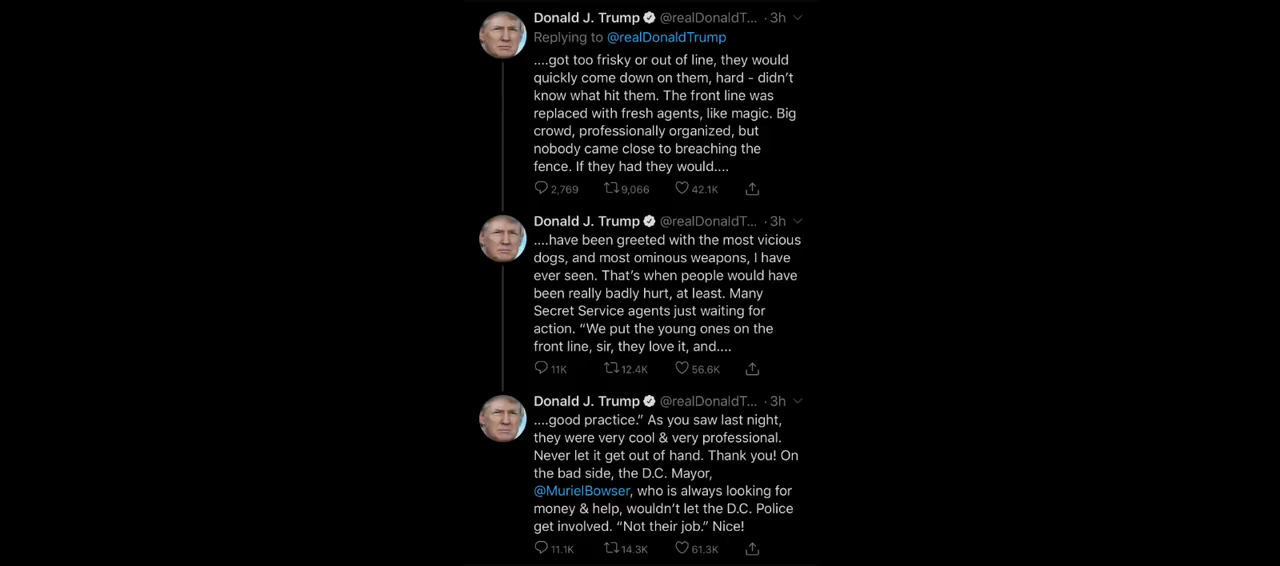 Donald J. Trump @realDonaldT... · 3h
Replying to @realDonaldTrump
....got too frisky or out of line, they would
quickly come down on them, hard - didn’t
know what hit them. The front line was
replaced with fresh agents, like magic. Big
crowd, professionally organized, but
nobody came close to breaching the
fence. If they had they would....
2,769 9,066 42.1K
Donald J. Trump @realDonaldT... · 3h
....have been greeted with the most vicious
dogs, and most ominous weapons, I have
ever seen. That’s when people would have
been really badly hurt, at least. Many
Secret Service agents just waiting for
action. “We put the young ones on the
front line, sir, they love it, and....
11K 12.4K 56.6K
Donald J. Trump @realDonaldT... · 3h
....good practice.” As you saw last night,
they were very cool & very professional.
Never let it get out of hand. Thank you! On
the bad side, the D.C. Mayor,
@MurielBowser, who is always looking for
money & help, wouldn’t let the D.C. Police
get involved. “Not their job.” Nice!
11.1K 14.3K 61.3K